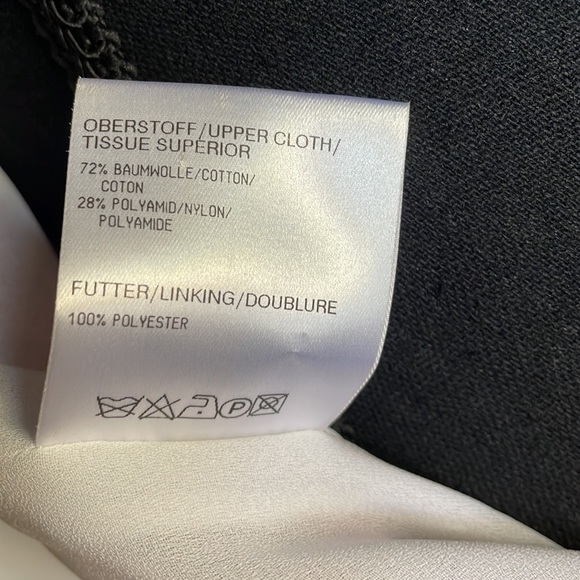 OBERSTOFF/UPPER CLOTH/
TISSUE SUPERIOR
72% BAUMWOLLE/COTTON/
COTON
28% POLYAMID/NYLON/
POLYAMIDE
FUTTER/LINKING/DOUBLURE
100% POLYESTER
P